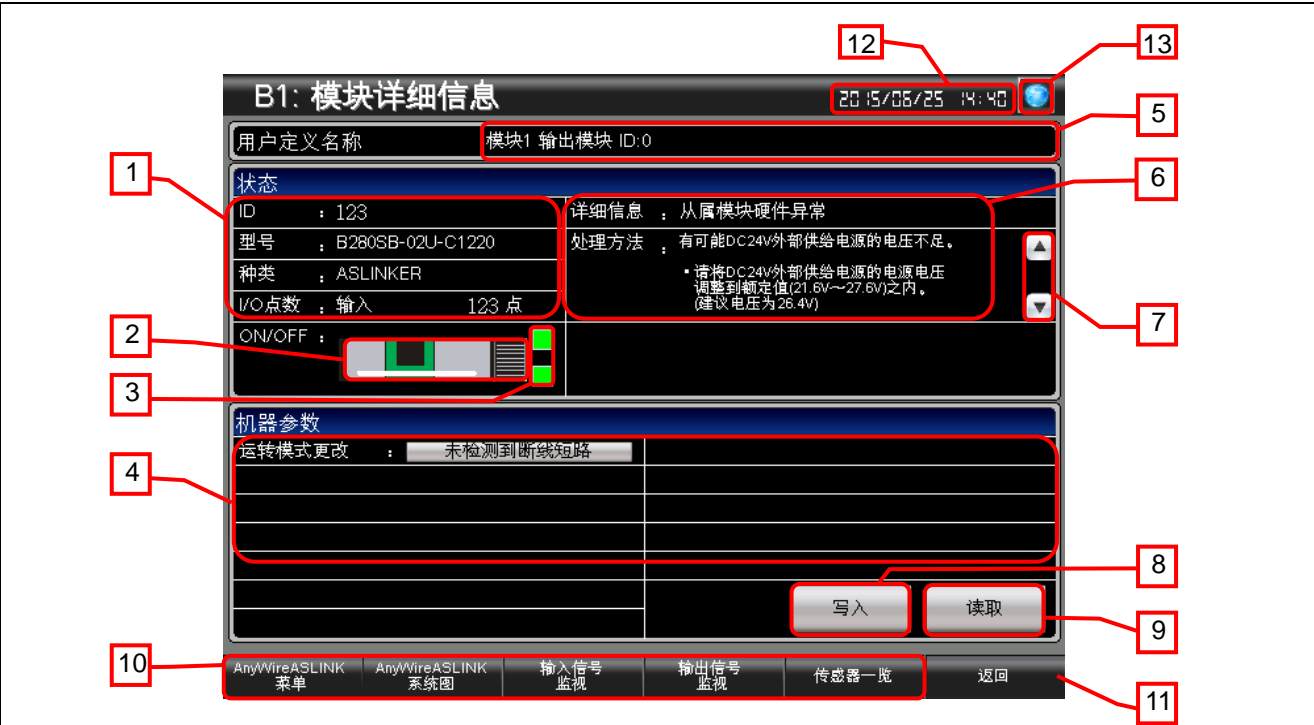 12
13
B1: 模块详细信息
2015/06/25 14:40
5
用户定义名称 模块1 输出模块 ID:0
1
6
状态
ID : 123
详细信息 : 从属模块硬件异常
型号 : B280SB-02U-C1220
处理方法 : 有可能DC24V外部供给电源的电压不足。
种类 : ASLINKER
▪请将DC24V外部供给电源的电源电压
调整到额定值(21.6V～27.6V)之内。
(建议电压为26.4V)
I/O点数 : 输入 123 点
7
2
ON/OFF :
3
机器参数
运转模式更改 : 未检测到断线短路
4
8
写入 读取
9
10
AnyWireASLINK
菜单
AnyWireASLINK
系统图
输入信号
监视
输出信号
监视
传感器一览
返回
11